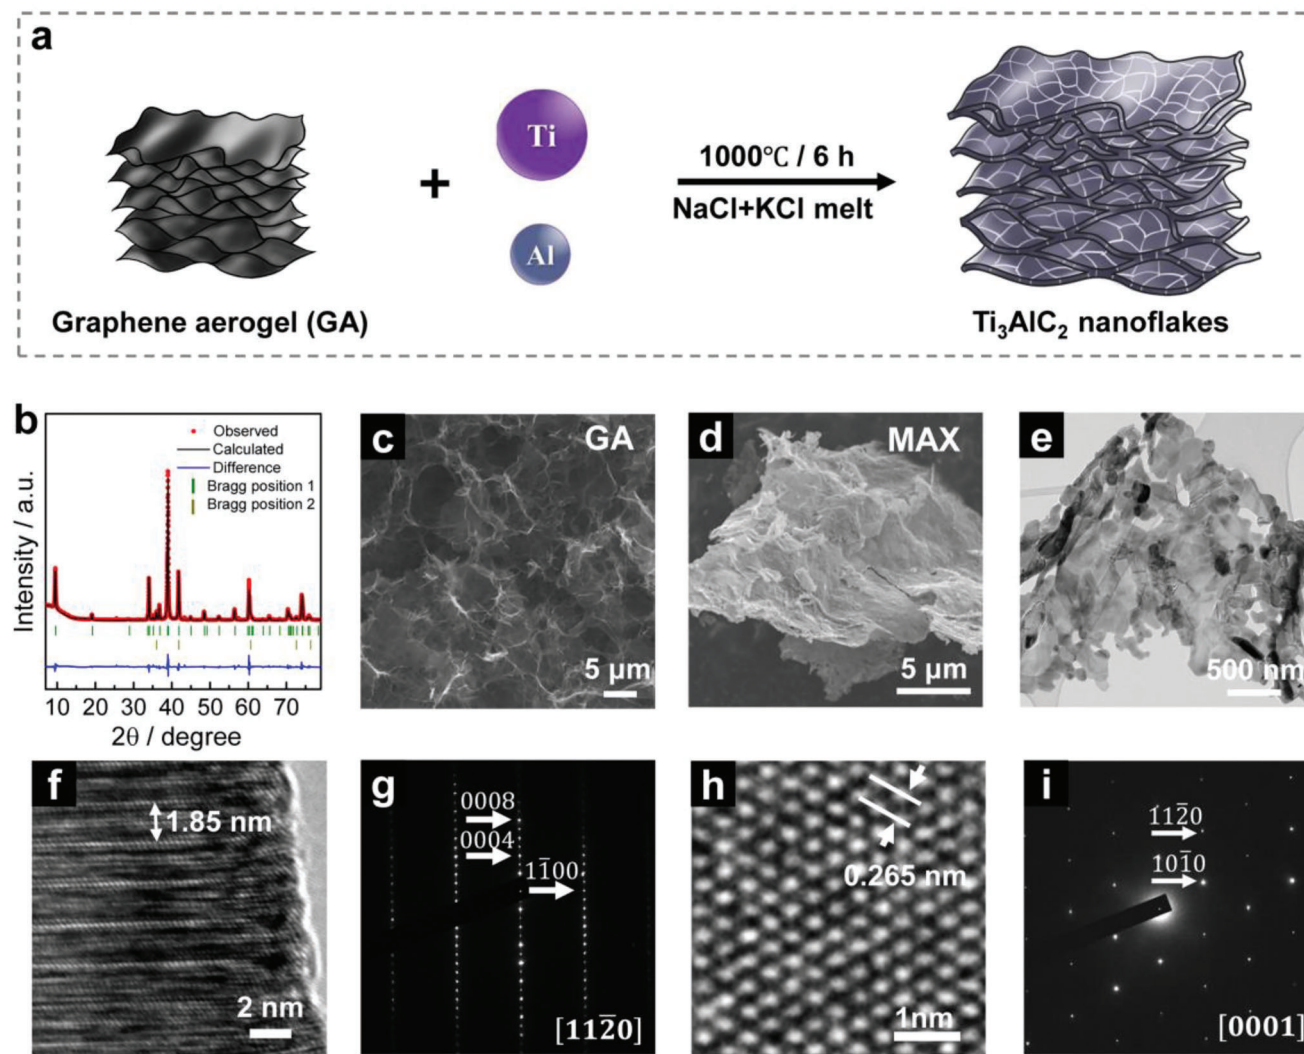 a
Ti
+
Al
1000℃ / 6 h
NaCl+KCl melt
Graphene aerogel (GA)
Ti₃AlC₂ nanoflakes
b
Observed
Calculated
Difference
Bragg position 1
Bragg position 2
Intensity / a.u.
10 20 30 40 50 60 70
2θ / degree
c
GA
5 µm
d
MAX
5 µm
e
500 nm
f
1.85 nm
2 nm
g
0008
0004
11̄00
[112̄0]
h
0.265 nm
1nm
i
112̄0
101̄0
[0001]